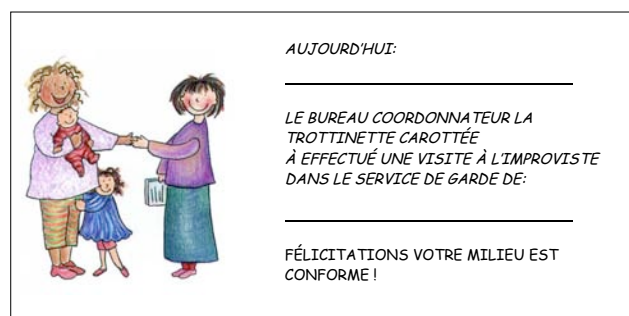 AUJOURD'HUI:
LE BUREAU COORDONNATEUR LA
TROTTINETTE CAROTTÉE
À EFFECTUÉ UNE VISITE À L'IMPROVISTE
DANS LE SERVICE DE GARDE DE:
FÉLICITATIONS VOTRE MILIEU EST
CONFORME !